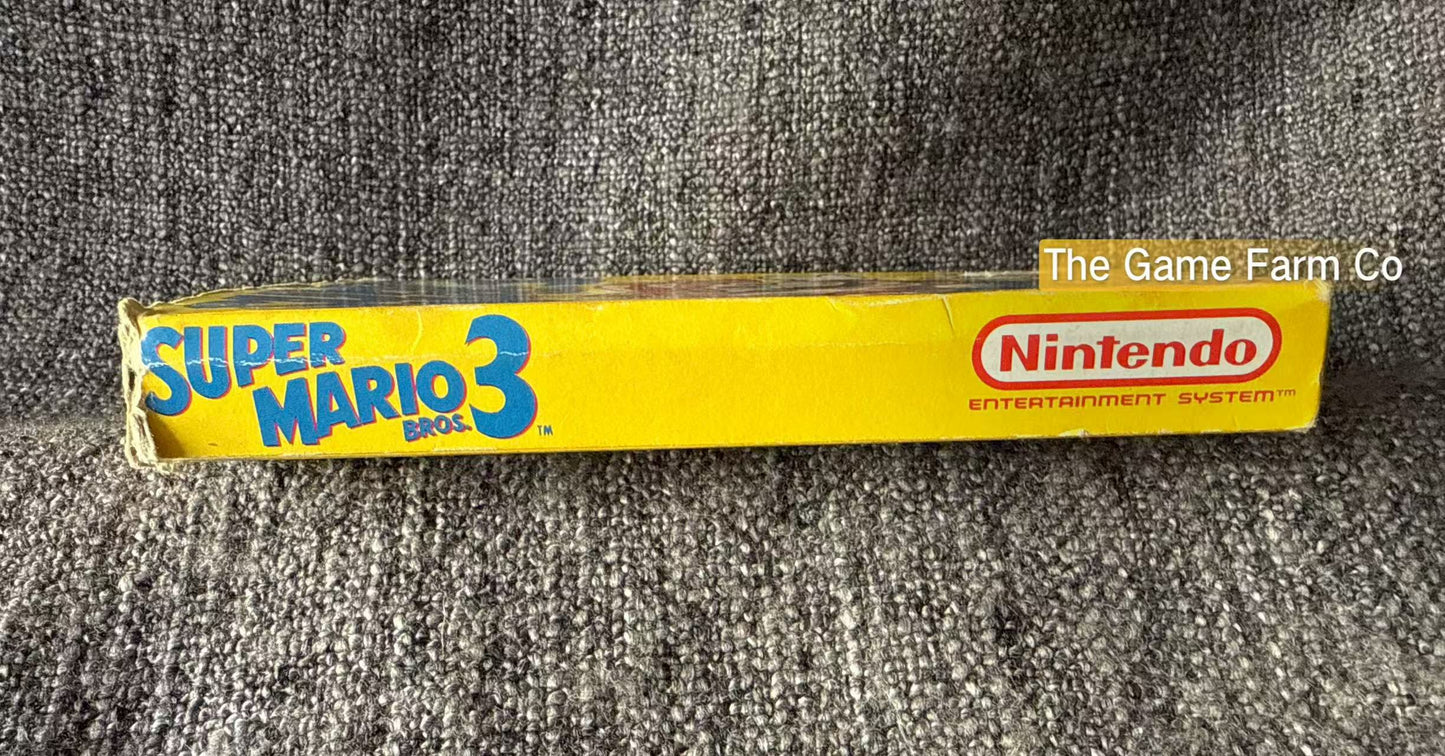 The Game Farm Co
SUPER
MARIO
BROS. 3 ™
Nintendo
ENTERTAINMENT SYSTEM™